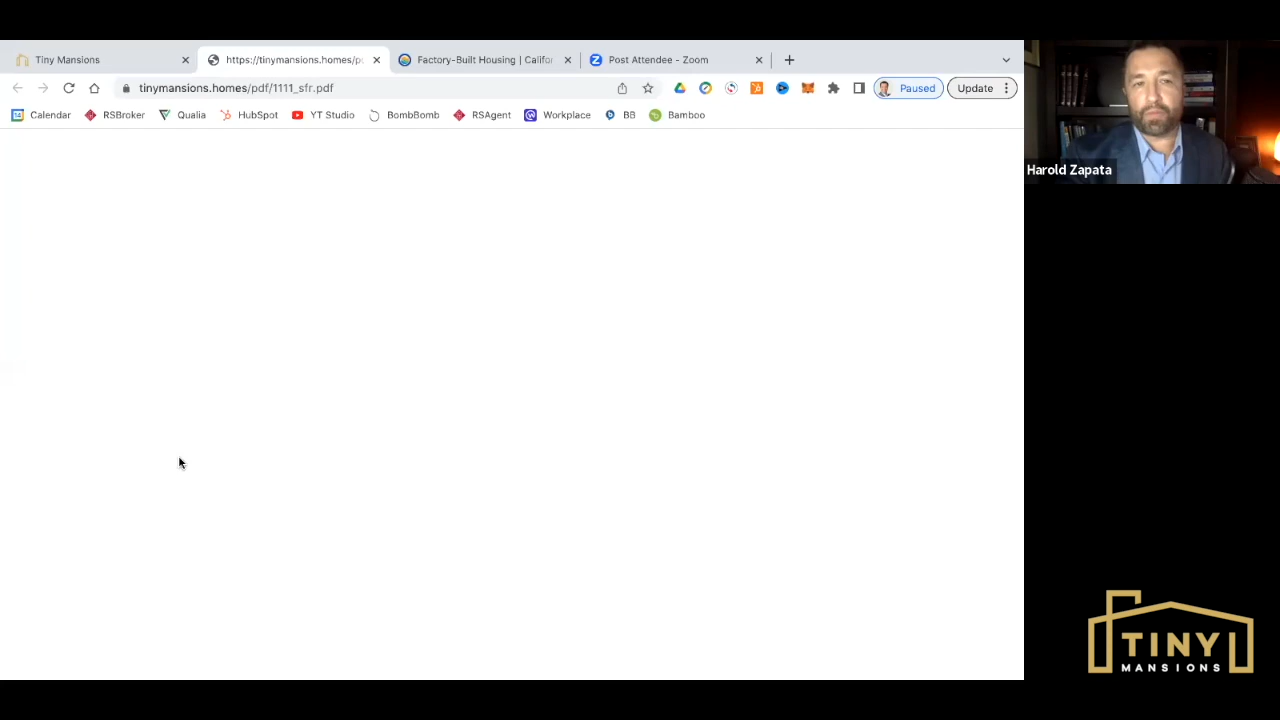 Tiny Mansions
https://tinymansions.homes/p
Factory-Built Housing | Califor
Post Attendee - Zoom
tinymansions.homes/pdf/1111_sfr.pdf
Paused
Update
Calendar
RSBroker
Qualia
HubSpot
YT Studio
BombBomb
RSAgent
Workplace
BB
Bamboo
Harold Zapata
TINY
MANSIONS